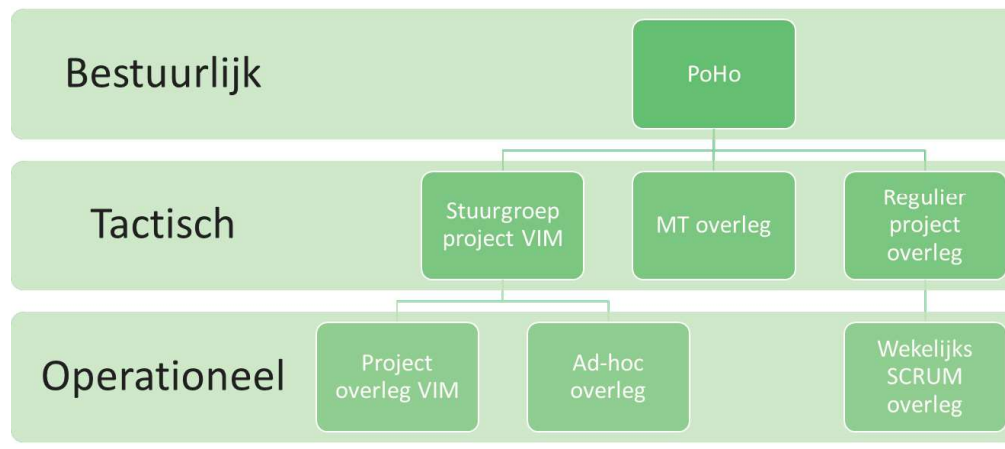 Bestuurlijk
PoHo
Tactisch
Stuurgroep
project VIM
MT overleg
Regulier
project
overleg
Operationeel
Project
overleg VIM
Ad-hoc
overleg
Wekelijks
SCRUM
overleg